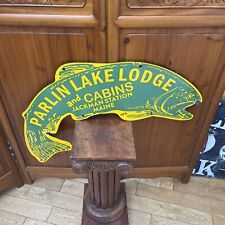 PARLIN LAKE LODGE
and CABINS
JACKMAN STATION
MAINE